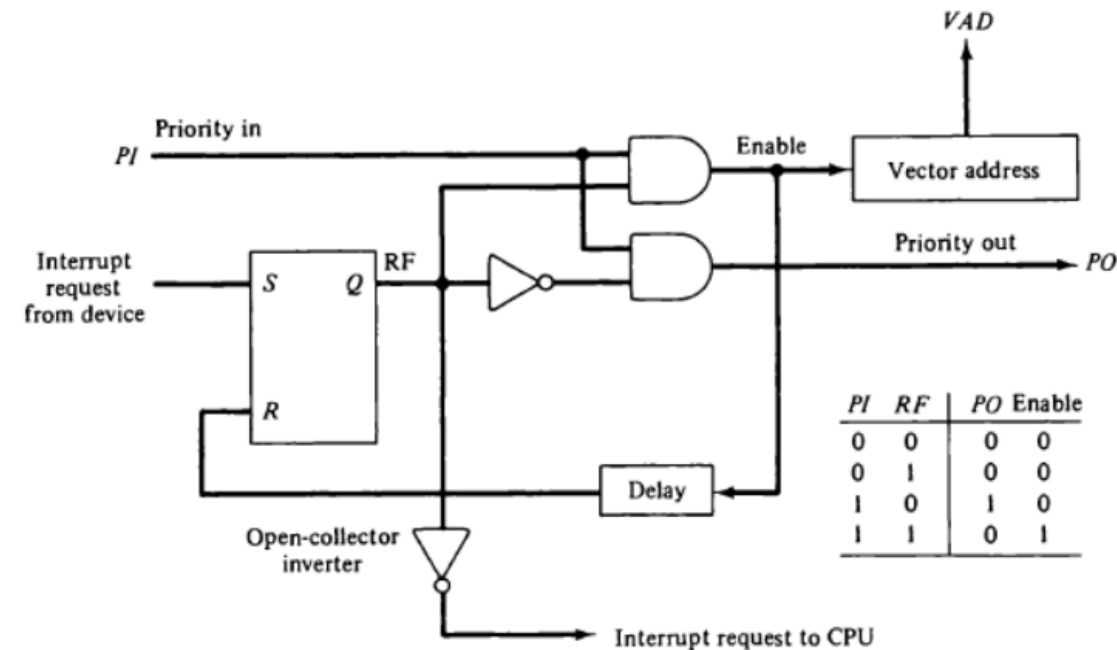 VAD
Priority in
PI
Enable
Vector address
Priority out
PO
Interrupt
request
from device
S
Q
RF
R
Delay
Open-collector
inverter
Interrupt request to CPU
PI RF PO Enable
0 0 0 0
0 1 0 0
1 0 1 0
1 1 0 1